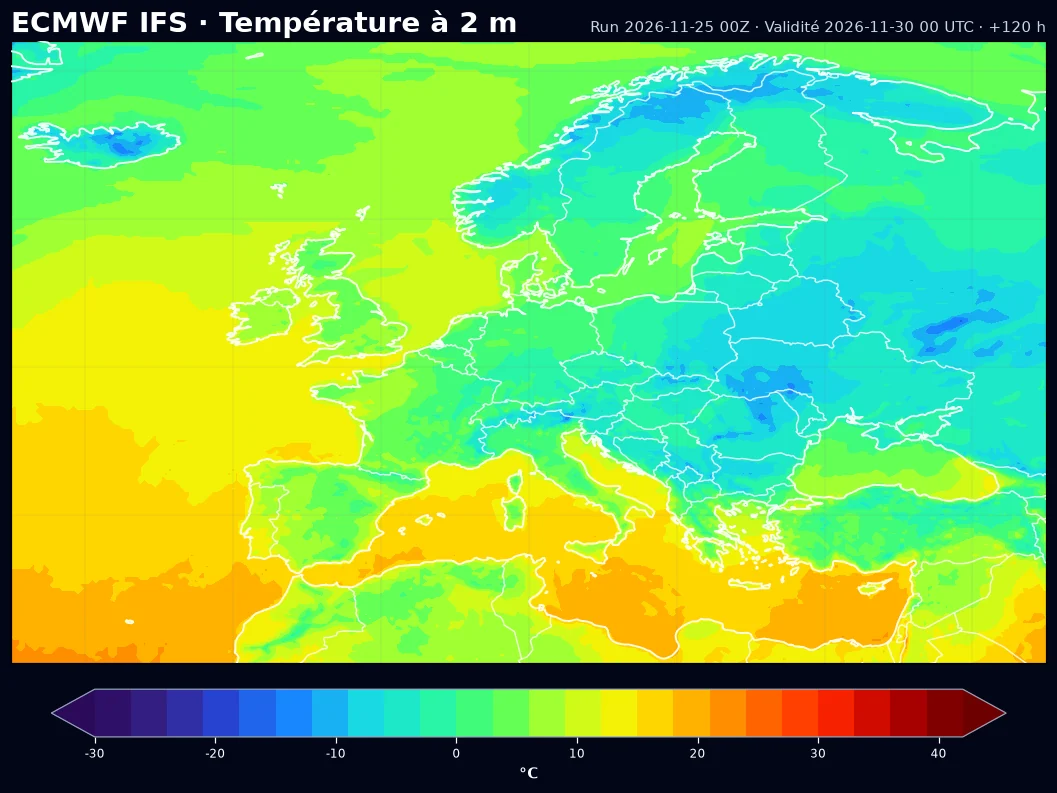 ECMWF IFS · Température à 2 m
Run 2026-11-25 00Z · Validité 2026-11-30 00 UTC · +120 h
-30 -20 -10 0 10 20 30 40
°C